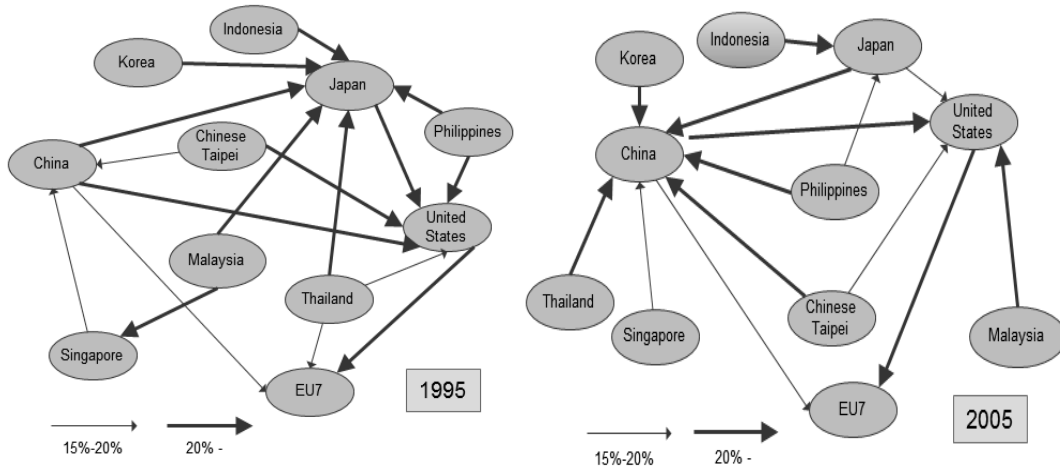 Indonesia
Korea
Japan
Philippines
Chinese
Taipei
China
United
States
Malaysia
Thailand
Singapore
EU7
1995
15%-20%
20% -
Indonesia
Japan
Korea
United
States
China
Philippines
Thailand
Chinese
Taipei
Singapore
Malaysia
EU7
2005
15%-20%
20% -